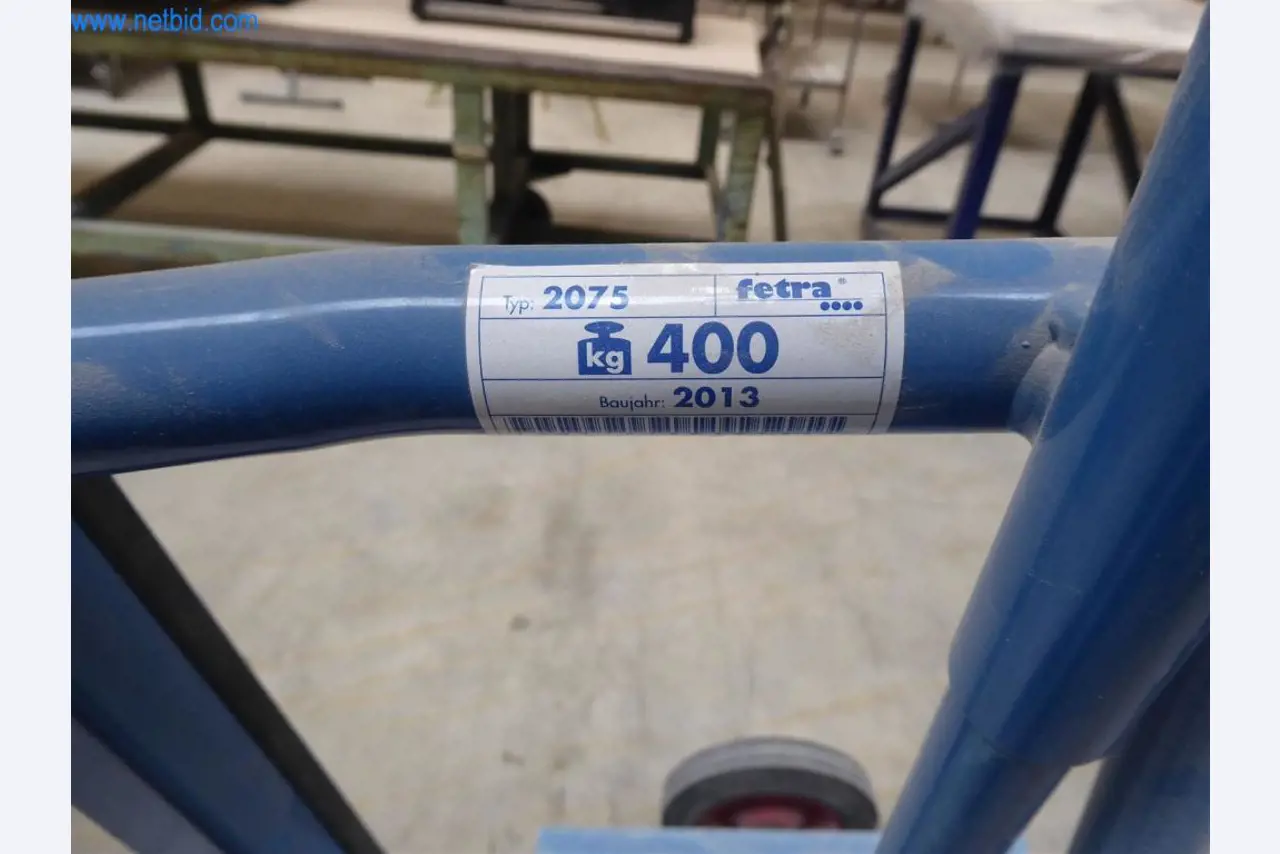 www.netbid.com
Typ: 2075
fetra®
kg 400
Baujahr: 2013